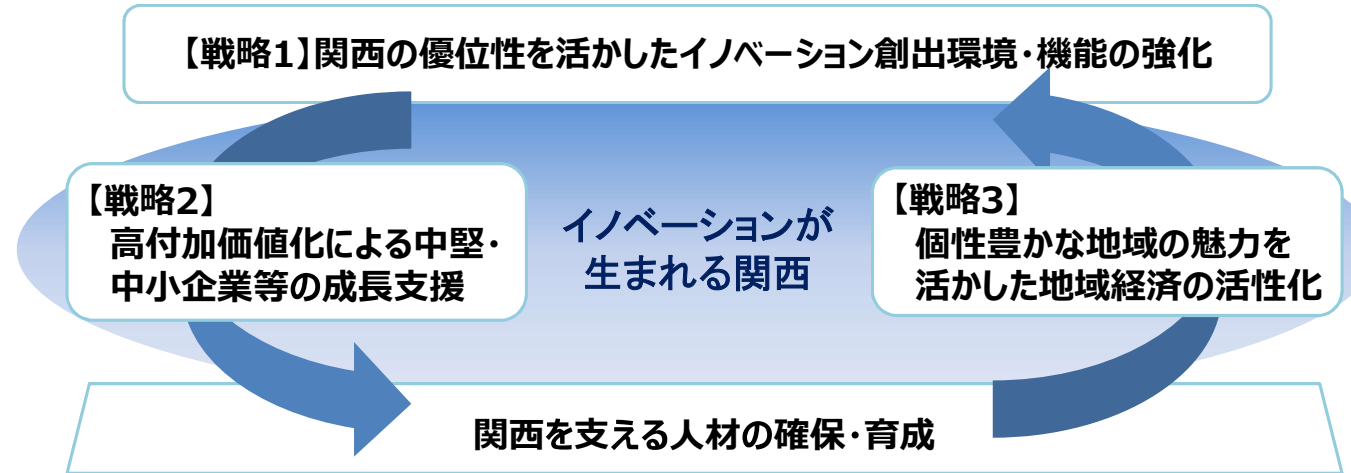 【戦略1】関西の優位性を活かしたイノベーション創出環境・機能の強化
【戦略2】
高付加価値化による中堅・
中小企業等の成長支援
イノベーションが
生まれる関西
【戦略3】
個性豊かな地域の魅力を
活かした地域経済の活性化
関西を支える人材の確保・育成